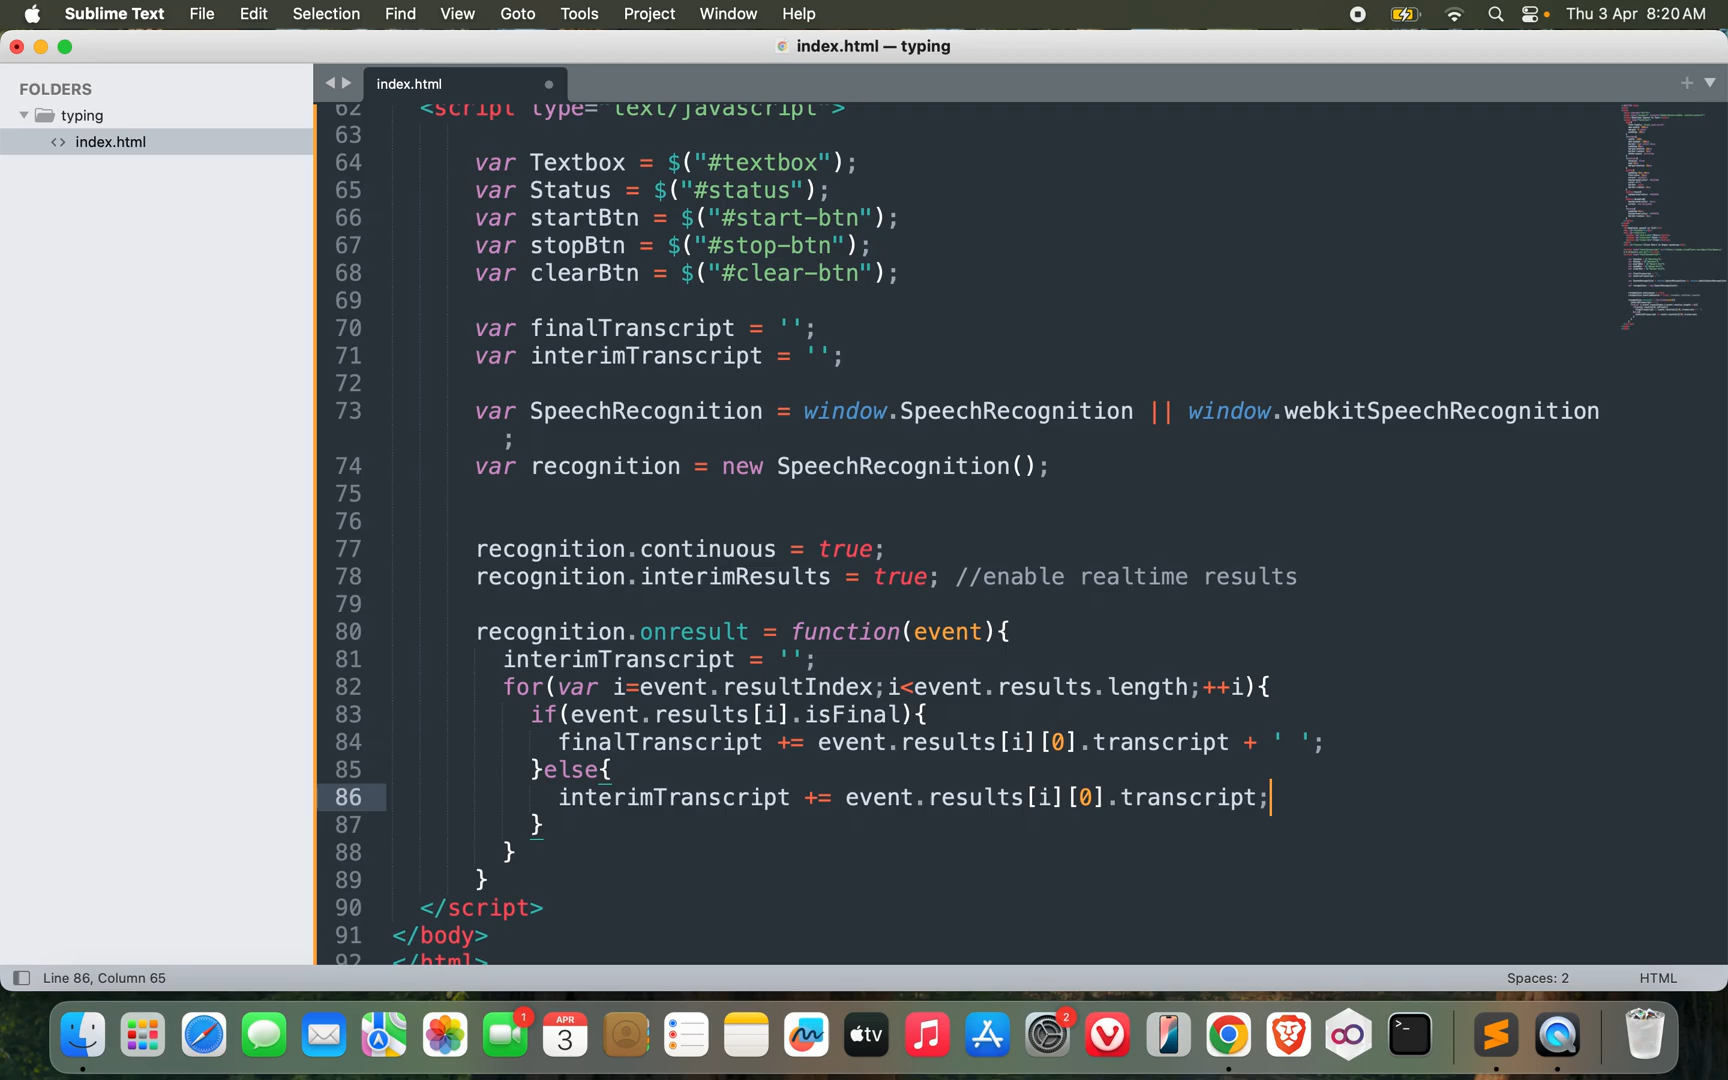 Sublime Text File Edit Selection Find View Goto Tools Project Window Help Thu 3 Apr 8:20 AM
index.html — typing
FOLDERS
typing
<> index.html
index.html
62 <script type="text/javascript">
63
64 var Textbox = $("#textbox");
65 var Status = $("#status");
66 var startBtn = $("#start-btn");
67 var stopBtn = $("#stop-btn");
68 var clearBtn = $("#clear-btn");
69
70 var finalTranscript = '';
71 var interimTranscript = '';
72
73 var SpeechRecognition = window.SpeechRecognition || window.webkitSpeechRecognition
;
74 var recognition = new SpeechRecognition();
75
76
77 recognition.continuous = true;
78 recognition.interimResults = true; //enable realtime results
79
80 recognition.onresult = function(event){
81 interimTranscript = '';
82 for(var i=event.resultIndex;i<event.results.length;++i){
83 if(event.results[i].isFinal){
84 finalTranscript += event.results[i][0].transcript + ' ';
85 }else{
86 interimTranscript += event.results[i][0].transcript;
87 }
88 }
89 }
90 </script>
91 </body>
92 </html>
Line 86, Column 65 Spaces: 2 HTML
1
APR
3
tv
2